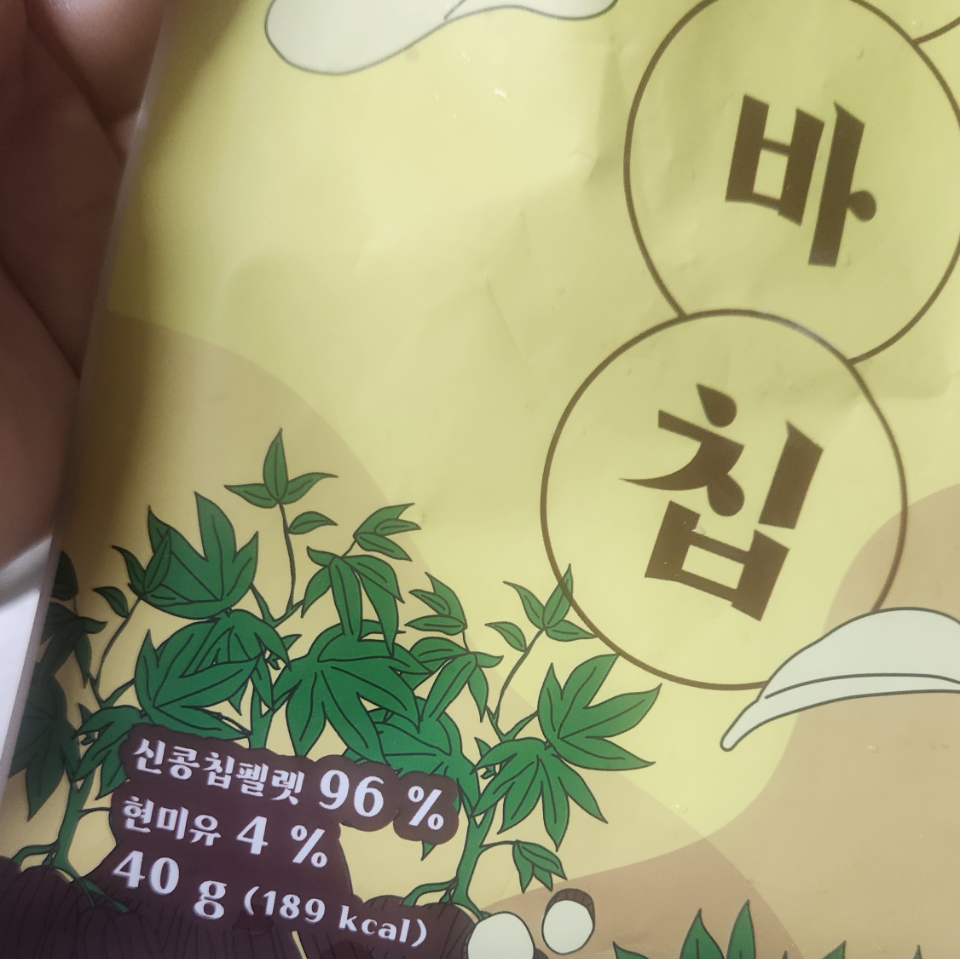 바
칩
신콩칩펠렛 96 %
현미유 4 %
40 g (189 kcal)